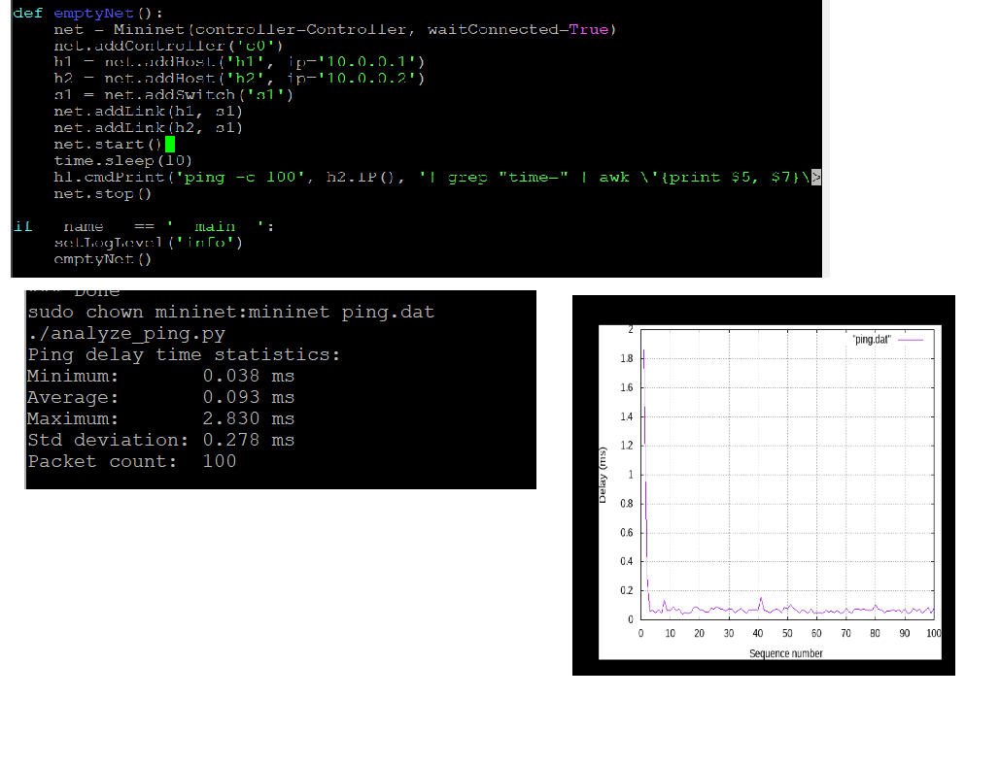 def emptyNet():
    net = Mininet(controller=Controller, waitConnected=True)
    net.addController('c0')
    h1 = net.addHost('h1', ip='10.0.0.1')
    h2 = net.addHost('h2', ip='10.0.0.2')
    s1 = net.addSwitch('s1')
    net.addLink(h1, s1)
    net.addLink(h2, s1)
    net.start()
    time.sleep(10)
    h1.cmdPrint('ping -c 100', h2.IP(), '| grep "time=" | awk \'{print $5, $7}\>
    net.stop()
if __name__ == '__main__':
    setLogLevel('info')
    emptyNet()
*** Done
sudo chown mininet:mininet ping.dat
./analyze_ping.py
Ping delay time statistics:
Minimum: 0.038 ms
Average: 0.093 ms
Maximum: 2.830 ms
Std deviation: 0.278 ms
Packet count: 100
"ping.dat"
2
1.8
1.6
1.4
1.2
1
0.8
0.6
0.4
0.2
0
Delay (ms)
0 10 20 30 40 50 60 70 80 90 100
Sequence number